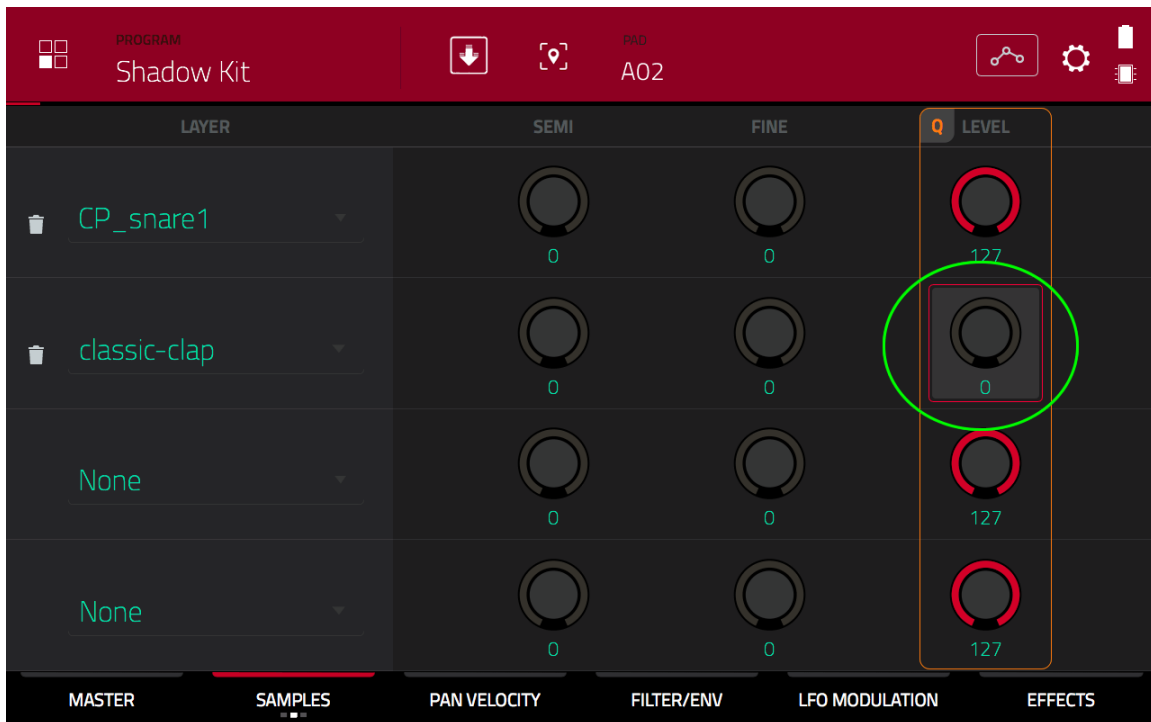 PROGRAM
Shadow Kit
PAD
A02
LAYER SEMI FINE Q LEVEL
CP_snare1
0 0 127
classic-clap
0 0 0
None
0 0 127
None
0 0 127
MASTER SAMPLES PAN VELOCITY FILTER/ENV LFO MODULATION EFFECTS